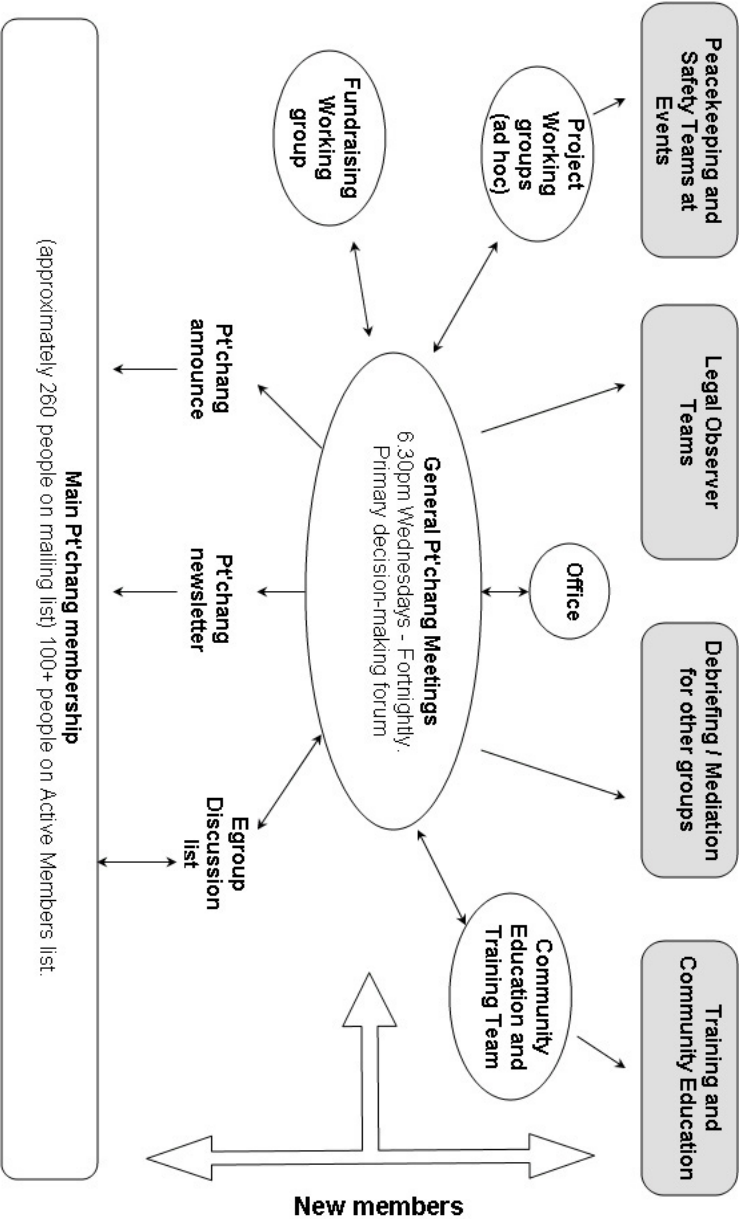 Peacekeeping and
Safety Teams at
Events
Legal Observer
Teams
Debriefing / Mediation
for other groups
Training and
Community Education
Project
Working
groups
(ad hoc)
Office
Community
Education and
Training Team
Fundraising
Working
group
General Pt'chang Meetings
6.30pm Wednesdays - Fortnightly.
Primary decision-making forum
Pt'chang
announce
Pt'chang
newsletter
Egroup
Discussion
list
New members
Main Pt'chang membership
(approximately 260 people on mailing list) 100+ people on Active Members list.